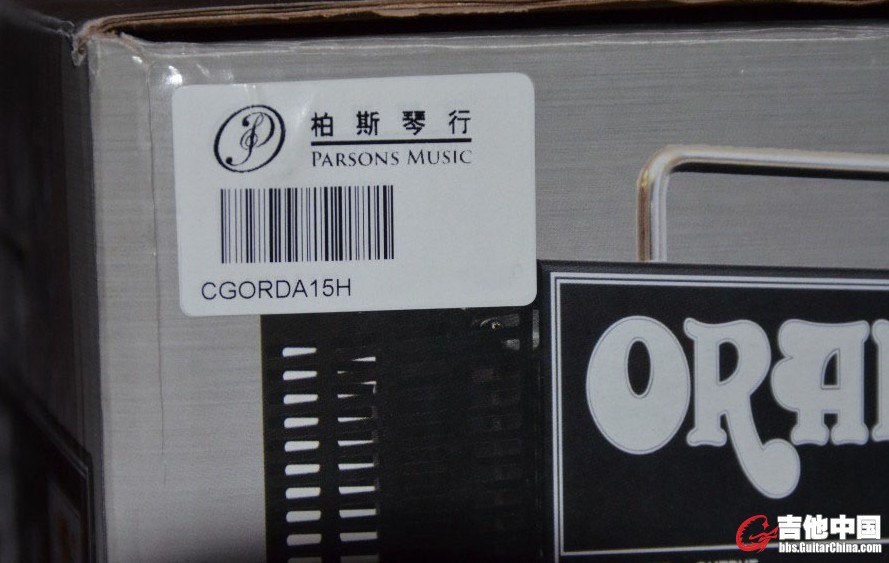 柏斯琴行
PARSONS MUSIC
CGORDA15H
ORA
吉他中国
bbs.GuitarChina.com